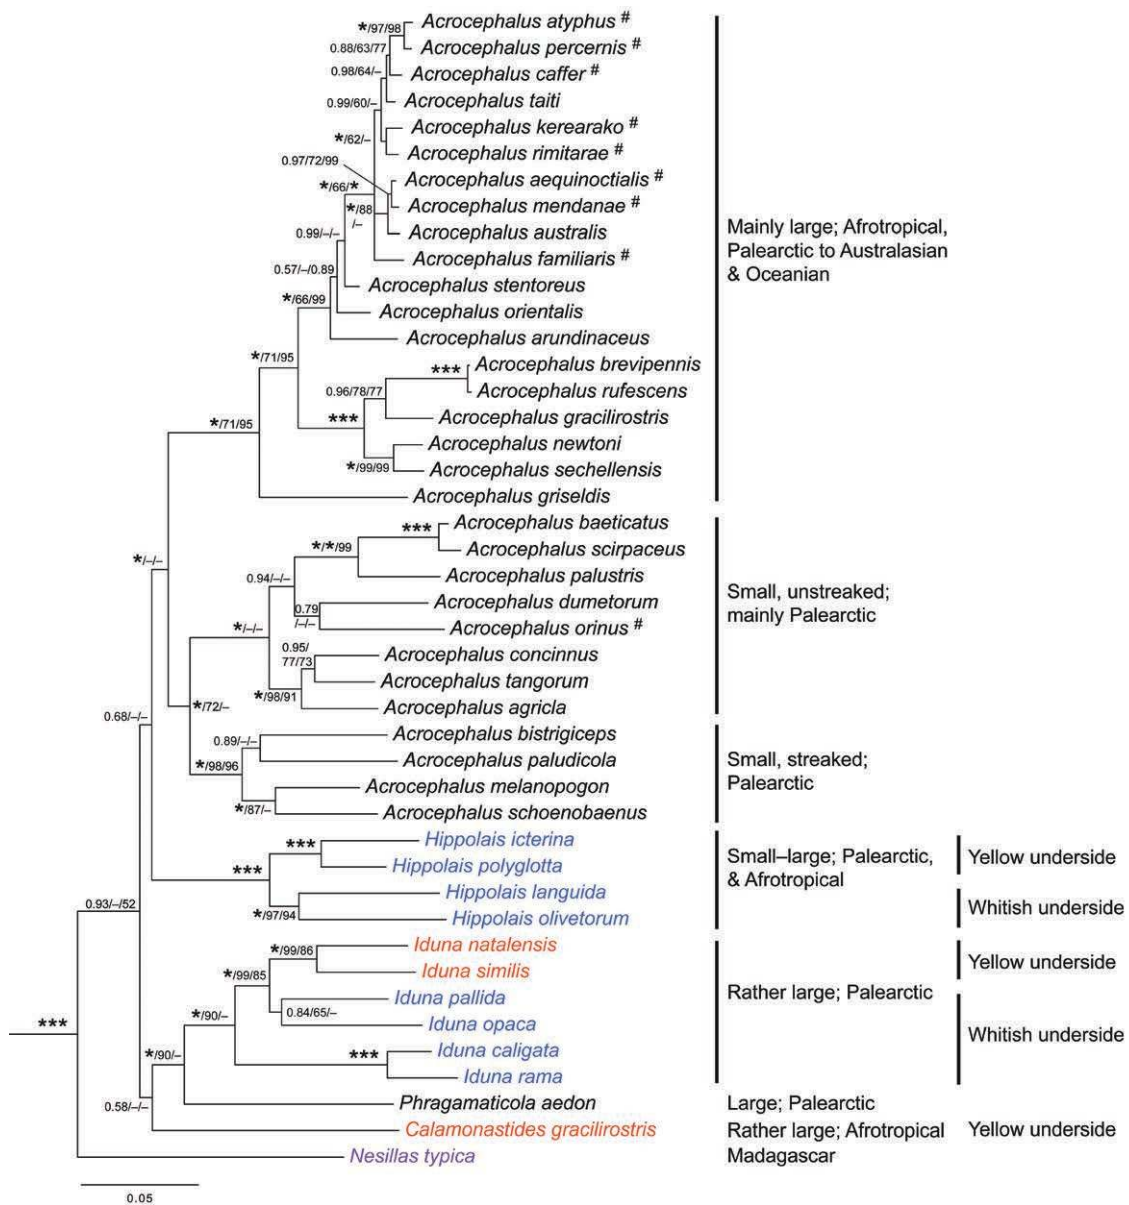 */97/98
Acrocephalus atyphus #
0.88/63/77
Acrocephalus percernis #
0.98/64/–
Acrocephalus caffer #
0.99/60/–
Acrocephalus taiti
*/62/–
Acrocephalus kerearako #
Acrocephalus rimitarae #
0.97/72/99
Acrocephalus aequinoctialis #
*/66/*
Acrocephalus mendanae #
*/88
/–
Acrocephalus australis
0.99/–/–
Acrocephalus familiaris #
0.57/–/0.89
Acrocephalus stentoreus
*/66/99
Acrocephalus orientalis
Acrocephalus arundinaceus
*/71/95
Acrocephalus brevipennis
***
0.96/78/77
Acrocephalus rufescens
Acrocephalus gracilirostris
***
Acrocephalus newtoni
*/99/99
Acrocephalus sechellensis
*/71/95
Acrocephalus griseldis
Mainly large; Afrotropical,
Palearctic to Australasian
& Oceanian
Acrocephalus baeticatus
***
Acrocephalus scirpaceus
*/*/99
Acrocephalus palustris
*/–/–
0.94/–/–
Acrocephalus dumetorum
0.79
/–/–
Acrocephalus orinus #
*/–/–
0.95/
77/73
Acrocephalus concinnus
Acrocephalus tangorum
*/98/91
Acrocephalus agricla
Small, unstreaked;
mainly Palearctic
*/72/–
0.68/–/–
Acrocephalus bistrigiceps
0.89/–/–
Acrocephalus paludicola
*/98/96
Acrocephalus melanopogon
*/87/–
Acrocephalus schoenobaenus
Small, streaked;
Palearctic
Hippolais icterina
***
Hippolais polyglotta
***
Hippolais languida
*/97/94
Hippolais olivetorum
Small–large; Palearctic,
& Afrotropical
Yellow underside
Whitish underside
0.93/–/52
Iduna natalensis
*/99/86
Iduna similis
*/99/85
Iduna pallida
0.84/65/–
Iduna opaca
*/90/–
Iduna caligata
***
Iduna rama
Rather large; Palearctic
Yellow underside
Whitish underside
***
*/90/–
Phragamaticola aedon
Large; Palearctic
0.58/–/–
Calamonastides gracilirostris
Rather large; Afrotropical
Yellow underside
Nesillas typica
Madagascar
0.05